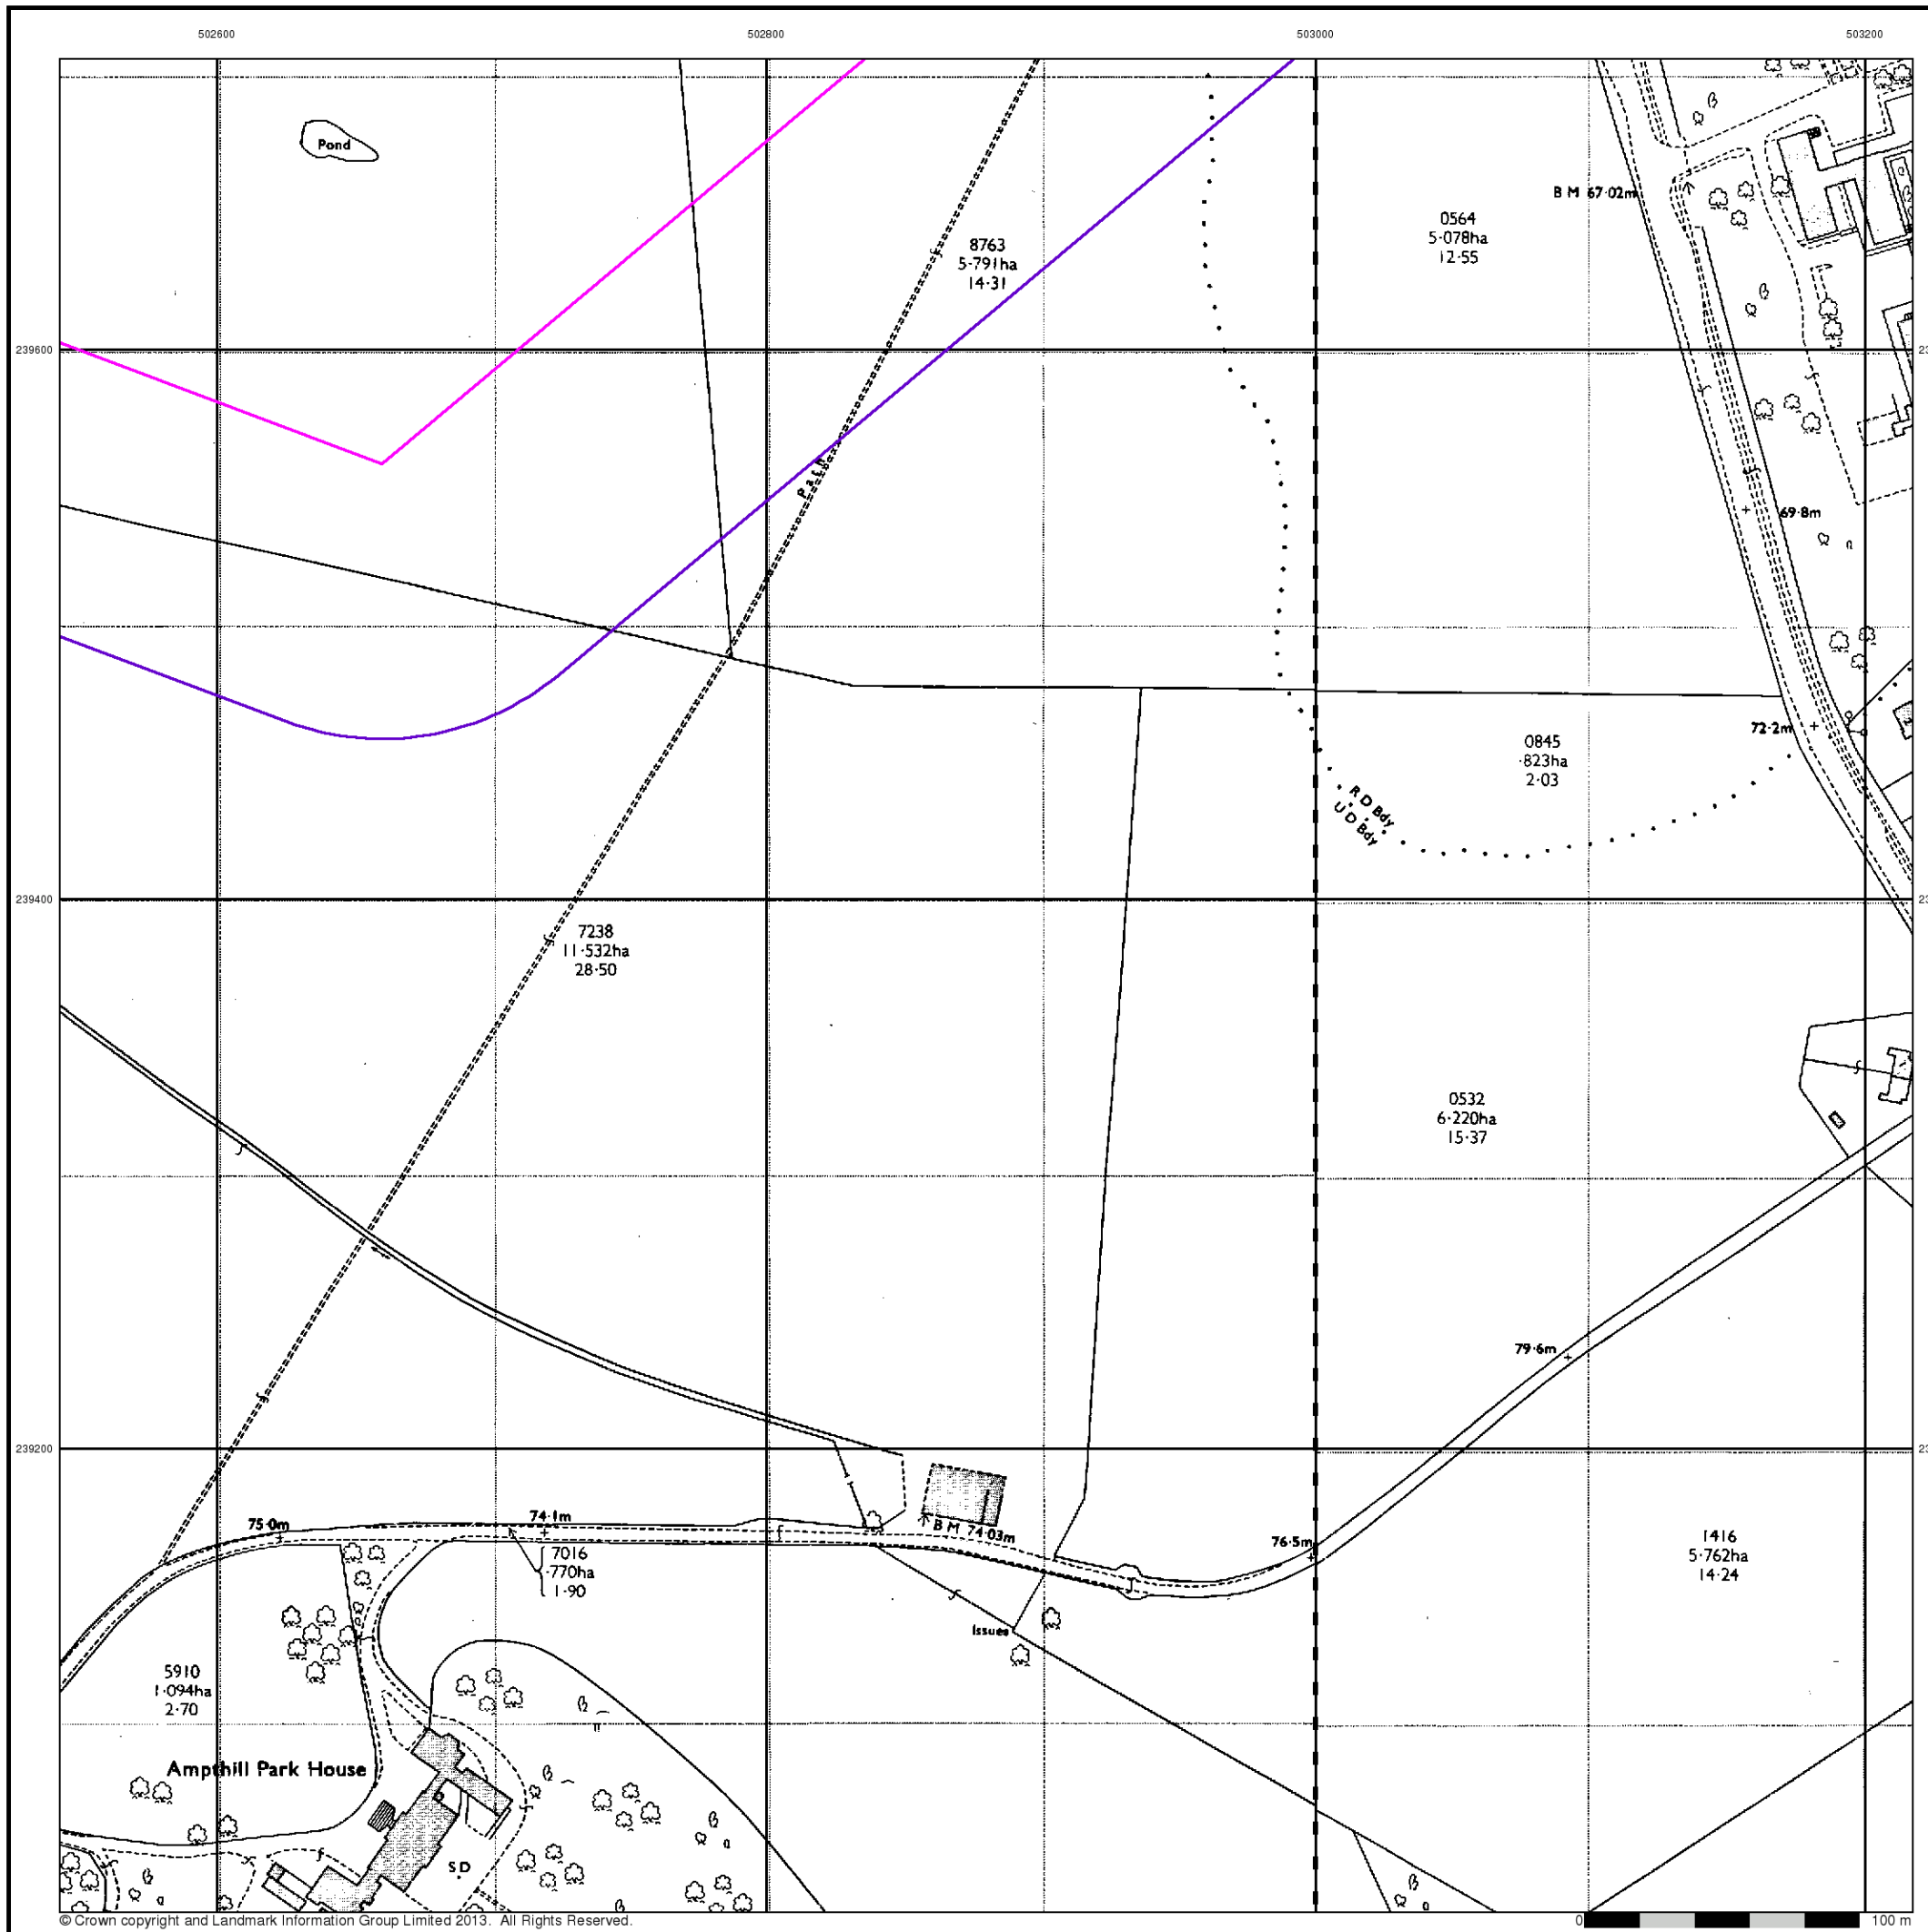 502600
502800
503000
503200
Pond
B M 67·02m
0564
5·078ha
12·55
8763
5·791ha
14·31
239600
23
Path
69·8m
72·2m
0845
·823ha
2·03
R D Bdy
U D Bdy
239400
23
7238
11·532ha
28·50
0532
6·220ha
15·37
79·6m
239200
23
75·0m
74·1m
B M 74·03m
76·5m
7016
·770ha
1·90
1416
5·762ha
14·24
Issues
5910
1·094ha
2·70
Ampthill Park House
S D
© Crown copyright and Landmark Information Group Limited 2013. All Rights Reserved.
0
100 m